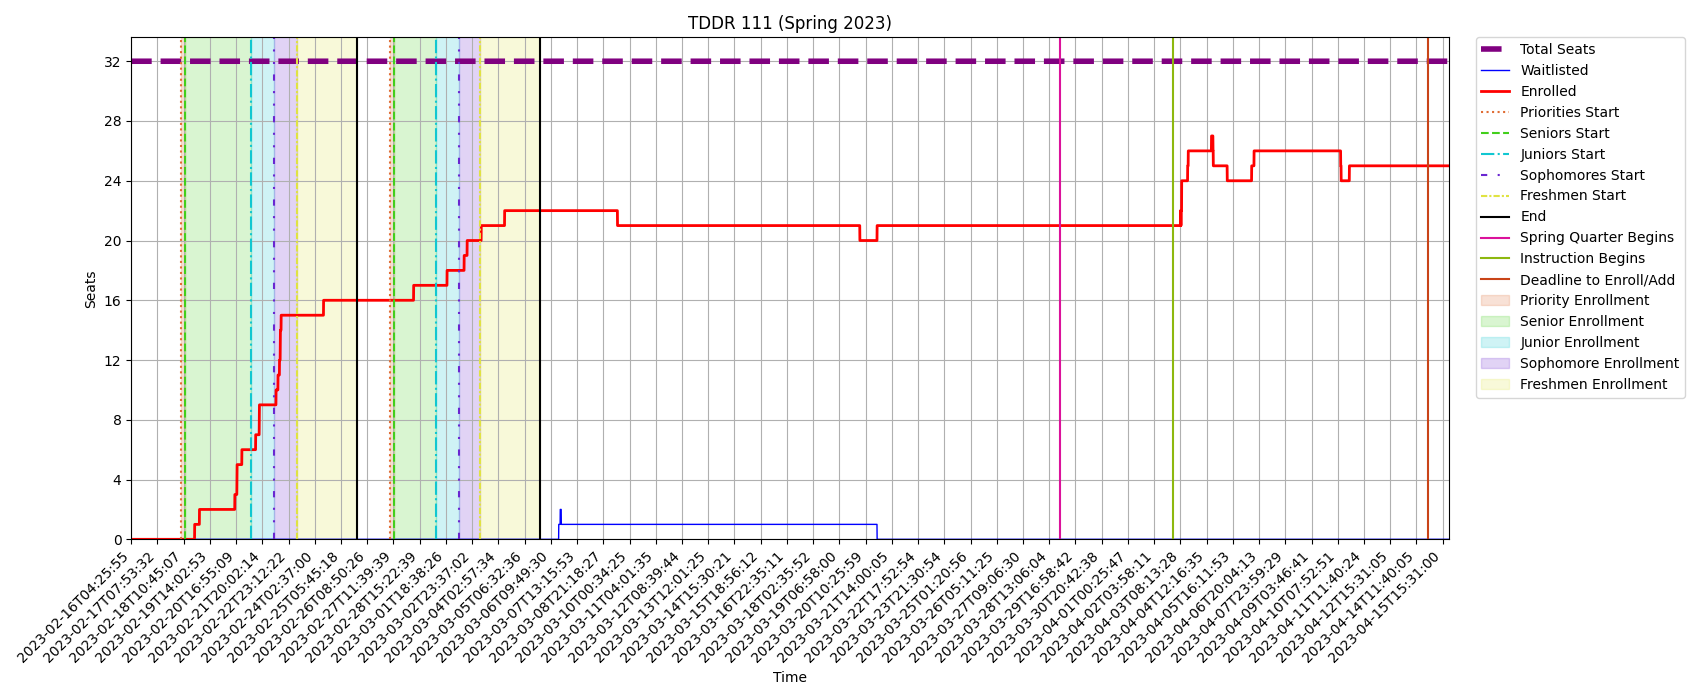 TDDR 111 (Spring 2023)
Seats
32
28
24
20
16
12
8
4
0
2023-02-16T04:25:55
2023-02-17T07:53:32
2023-02-18T10:45:07
2023-02-19T14:02:53
2023-02-20T16:55:09
2023-02-21T20:02:14
2023-02-22T23:12:22
2023-02-24T02:37:00
2023-02-25T05:45:18
2023-02-26T08:50:26
2023-02-27T11:39:39
2023-02-28T15:22:39
2023-03-01T18:38:26
2023-03-02T23:37:02
2023-03-04T02:57:34
2023-03-05T06:32:36
2023-03-06T09:49:30
2023-03-07T13:15:53
2023-03-08T21:18:27
2023-03-10T00:34:25
2023-03-11T04:01:35
2023-03-12T08:39:44
2023-03-13T12:01:25
2023-03-14T15:30:21
2023-03-15T18:56:12
2023-03-16T22:35:11
2023-03-18T02:35:52
2023-03-19T06:58:00
2023-03-20T10:25:59
2023-03-21T14:00:05
2023-03-22T17:52:54
2023-03-23T21:30:54
2023-03-25T01:20:56
2023-03-26T05:11:25
2023-03-27T09:06:30
2023-03-28T13:06:04
2023-03-29T16:58:42
2023-03-30T20:42:38
2023-04-01T00:25:47
2023-04-02T03:58:11
2023-04-03T08:13:28
2023-04-04T12:16:35
2023-04-05T16:11:53
2023-04-06T20:04:13
2023-04-07T23:59:29
2023-04-09T03:46:41
2023-04-10T07:52:51
2023-04-11T11:40:24
2023-04-12T15:31:05
2023-04-14T11:40:05
2023-04-15T15:31:00
Time
Total Seats
Waitlisted
Enrolled
Priorities Start
Seniors Start
Juniors Start
Sophomores Start
Freshmen Start
End
Spring Quarter Begins
Instruction Begins
Deadline to Enroll/Add
Priority Enrollment
Senior Enrollment
Junior Enrollment
Sophomore Enrollment
Freshmen Enrollment